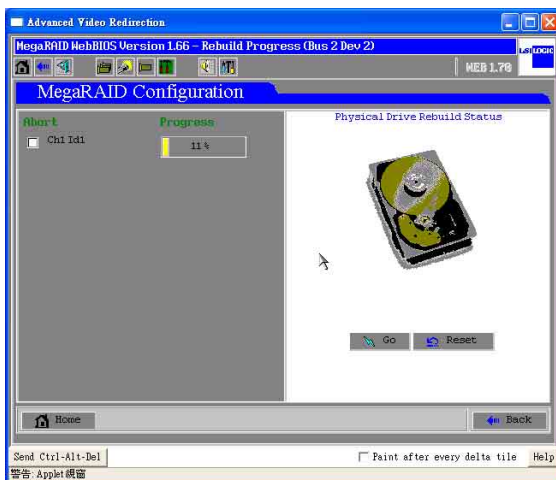 Advanced Video Redirection
MegaRAID WebBIOS Version 1.66 - Rebuild Progress (Bus 2 Dev 2)
LSI LOGIC
WEB 1.78
MegaRAID Configuration
Abort Progress
Ch1 Id1 11 %
Physical Drive Rebuild Status
Go Reset
Home Back
Send Ctrl-Alt-Del Paint after every delta tile Help
警告: Applet 視窗